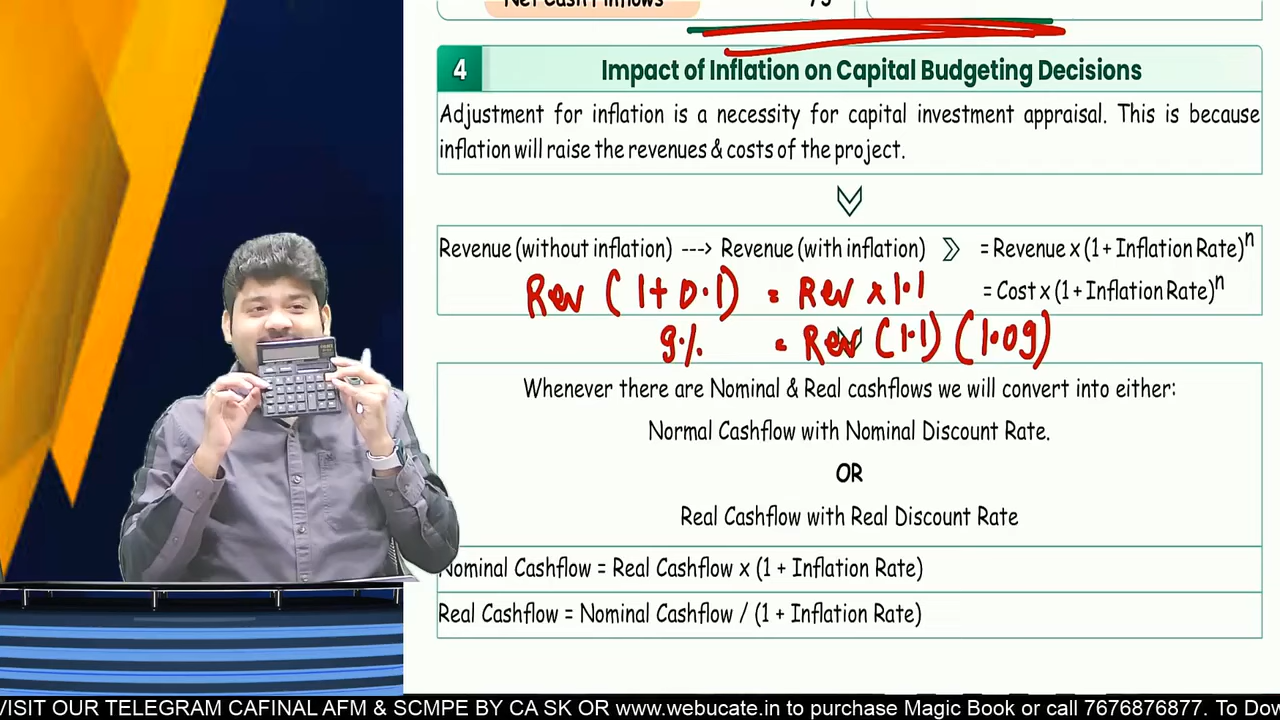 Net Cash Inflows 75
4 Impact of Inflation on Capital Budgeting Decisions
Adjustment for inflation is a necessity for capital investment appraisal. This is because
inflation will raise the revenues & costs of the project.
Revenue (without inflation) ---> Revenue (with inflation) = Revenue x (1 + Inflation Rate)^n
= Cost x (1 + Inflation Rate)^n
Rev (1+0.1) = Rev x 1.1
9% = Rev (1.1) (1.09)
Whenever there are Nominal & Real cashflows we will convert into either:
Normal Cashflow with Nominal Discount Rate.
OR
Real Cashflow with Real Discount Rate
Nominal Cashflow = Real Cashflow x (1 + Inflation Rate)
Real Cashflow = Nominal Cashflow / (1 + Inflation Rate)
VISIT OUR TELEGRAM CAFINAL AFM & SCMPE BY CA SK OR www.webucate.in to purchase Magic Book or call 7676876877. To Dow